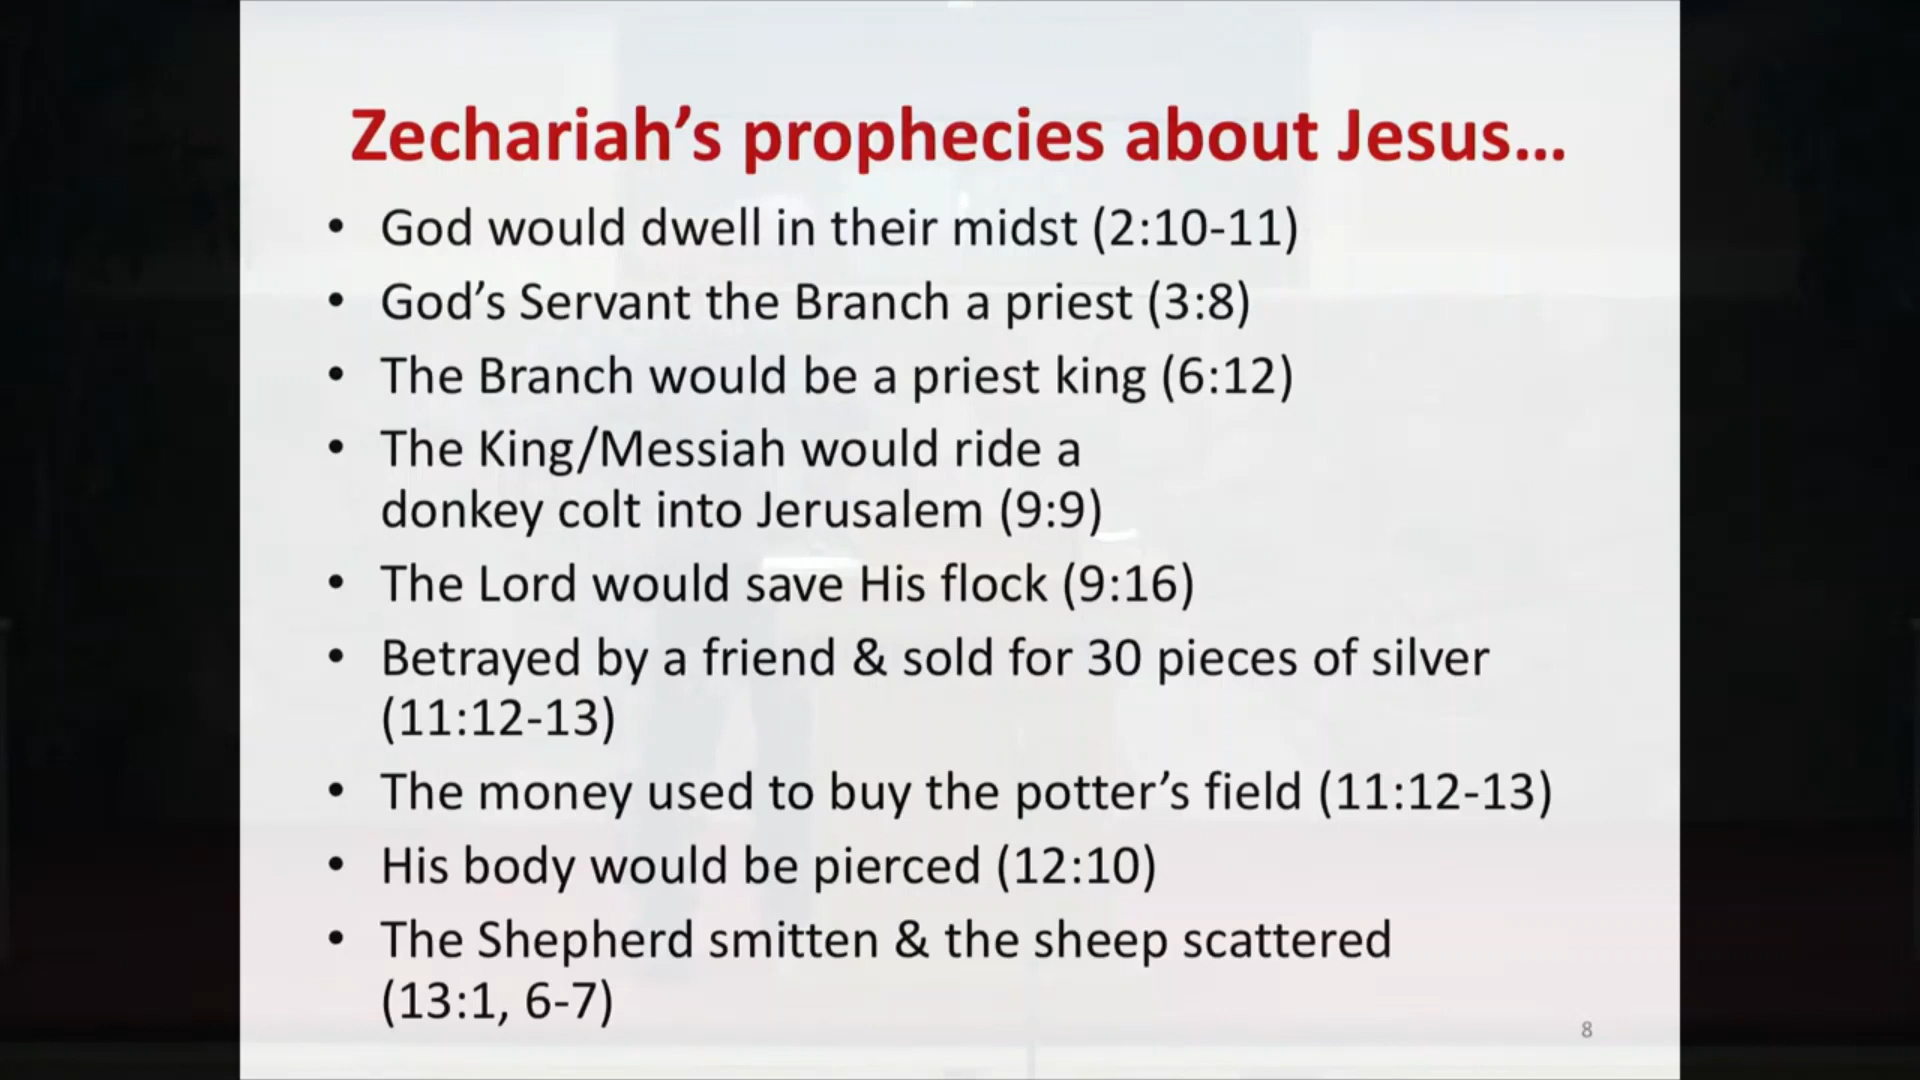 Zechariah’s prophecies about Jesus...
• God would dwell in their midst (2:10-11)
• God’s Servant the Branch a priest (3:8)
• The Branch would be a priest king (6:12)
• The King/Messiah would ride a
donkey colt into Jerusalem (9:9)
• The Lord would save His flock (9:16)
• Betrayed by a friend & sold for 30 pieces of silver
(11:12-13)
• The money used to buy the potter’s field (11:12-13)
• His body would be pierced (12:10)
• The Shepherd smitten & the sheep scattered
(13:1, 6-7)
8